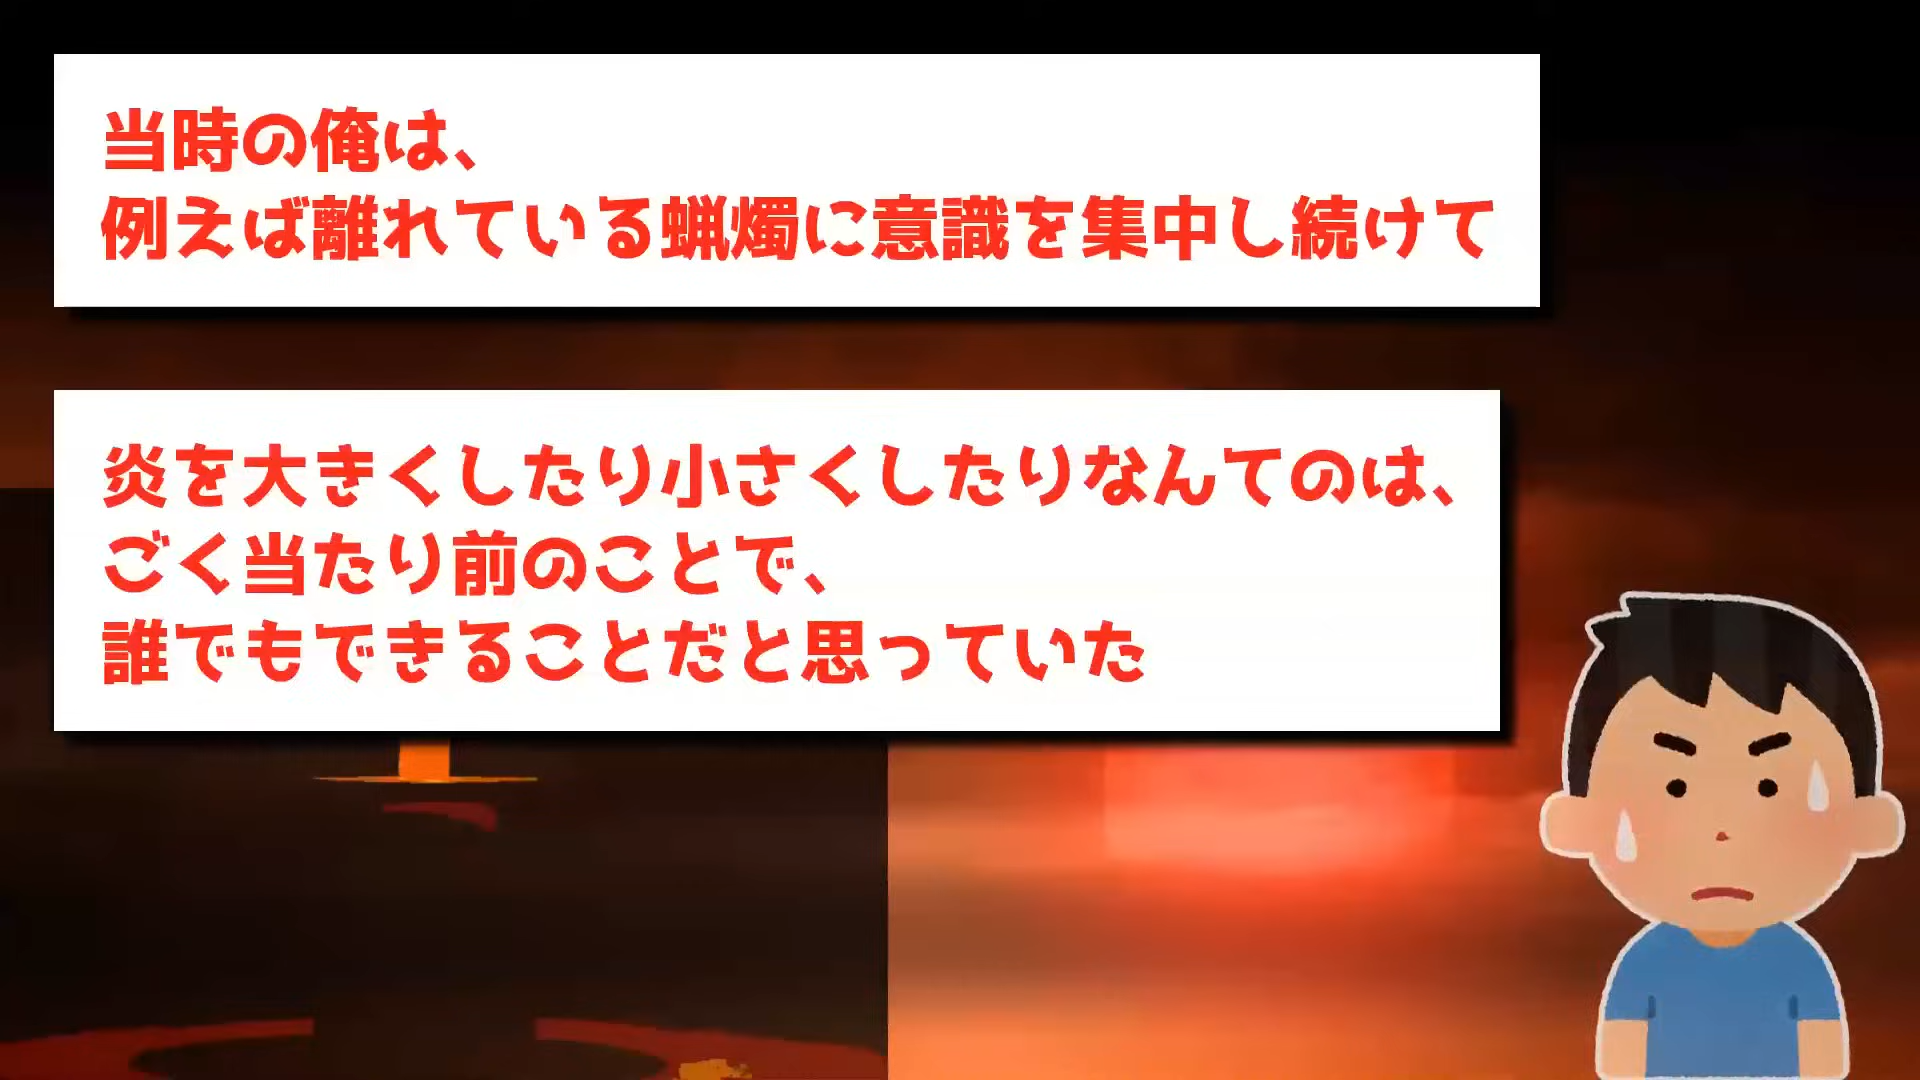 当時の俺は、
例えば離れている蝋燭に意識を集中し続けて
炎を大きくしたり小さくしたりなんてのは、
ごく当たり前のことで、
誰でもできることだと思っていた